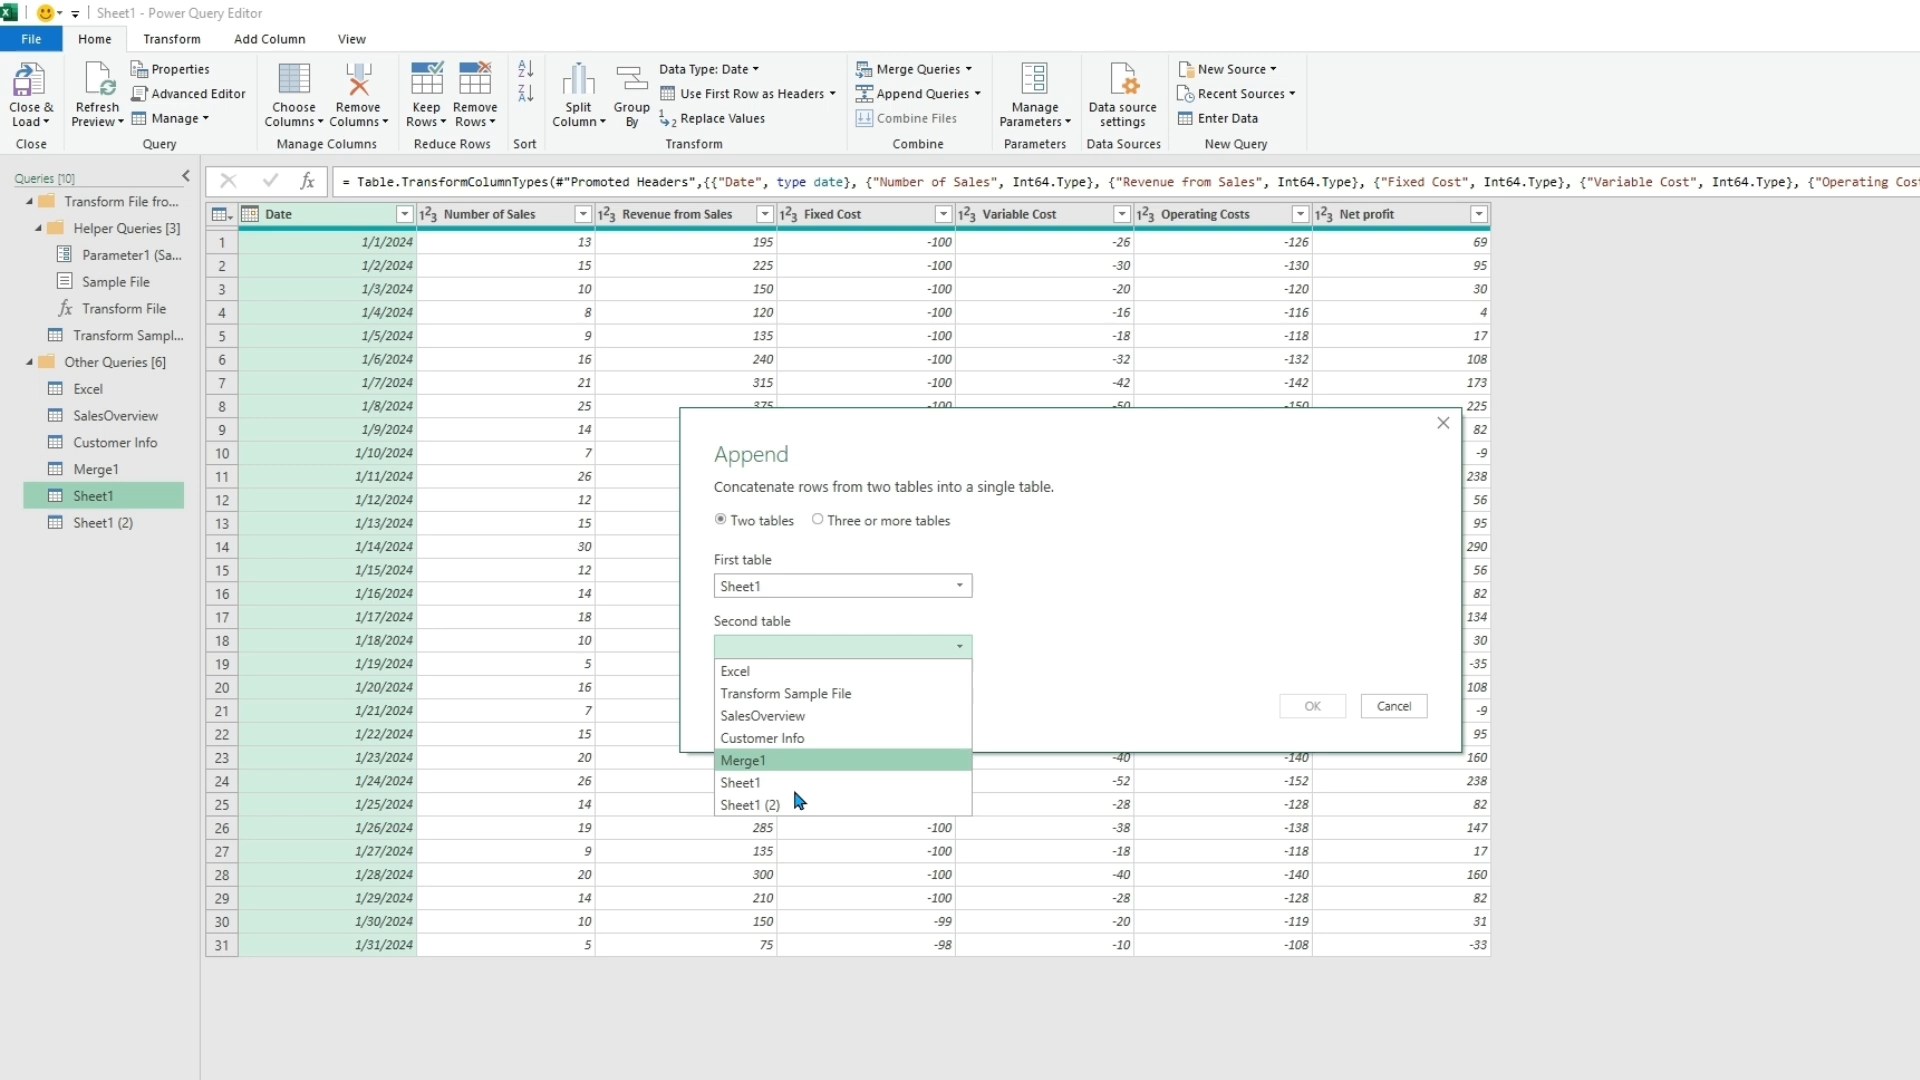 Sheet1 - Power Query Editor
File Home Transform Add Column View
Close & Load
Refresh Preview
Properties
Advanced Editor
Manage
Choose Columns
Remove Columns
Keep Rows
Remove Rows
Split Column
Group By
Data Type: Date
Use First Row as Headers
Replace Values
Merge Queries
Append Queries
Combine Files
Manage Parameters
Data source settings
New Source
Recent Sources
Enter Data
Close Query Manage Columns Reduce Rows Sort Transform Combine Parameters Data Sources New Query
Queries [10]
Transform File fro...
Helper Queries [3]
Parameter1 (Sa...
Sample File
fx Transform File
Transform Sampl...
Other Queries [6]
Excel
SalesOverview
Customer Info
Merge1
Sheet1
Sheet1 (2)
fx = Table.TransformColumnTypes(#"Promoted Headers",{{"Date", type date}, {"Number of Sales", Int64.Type}, {"Revenue from Sales", Int64.Type}, {"Fixed Cost", Int64.Type}, {"Variable Cost", Int64.Type}, {"Operating Cost
Date 123 Number of Sales 123 Revenue from Sales 123 Fixed Cost 123 Variable Cost 123 Operating Costs 123 Net profit
1 1/1/2024 13 195 -100 -26 -126 69
2 1/2/2024 15 225 -100 -30 -130 95
3 1/3/2024 10 150 -100 -20 -120 30
4 1/4/2024 8 120 -100 -16 -116 4
5 1/5/2024 9 135 -100 -18 -118 17
6 1/6/2024 16 240 -100 -32 -132 108
7 1/7/2024 21 315 -100 -42 -142 173
8 1/8/2024 25 375 -100 -50 -150 225
9 1/9/2024 14 82
10 1/10/2024 7 -9
11 1/11/2024 26 238
12 1/12/2024 12 56
13 1/13/2024 15 95
14 1/14/2024 30 290
15 1/15/2024 12 56
16 1/16/2024 14 82
17 1/17/2024 18 134
18 1/18/2024 10 30
19 1/19/2024 5 -35
20 1/20/2024 16 108
21 1/21/2024 7 -9
22 1/22/2024 15 95
23 1/23/2024 20 -40 -140 160
24 1/24/2024 26 -52 -152 238
25 1/25/2024 14 -28 -128 82
26 1/26/2024 19 285 -100 -38 -138 147
27 1/27/2024 9 135 -100 -18 -118 17
28 1/28/2024 20 300 -100 -40 -140 160
29 1/29/2024 14 210 -100 -28 -128 82
30 1/30/2024 10 150 -99 -20 -119 31
31 1/31/2024 5 75 -98 -10 -108 -33
Append
Concatenate rows from two tables into a single table.
Two tables Three or more tables
First table
Sheet1
Second table
Excel
Transform Sample File
SalesOverview
Customer Info
Merge1
Sheet1
Sheet1 (2)
OK Cancel